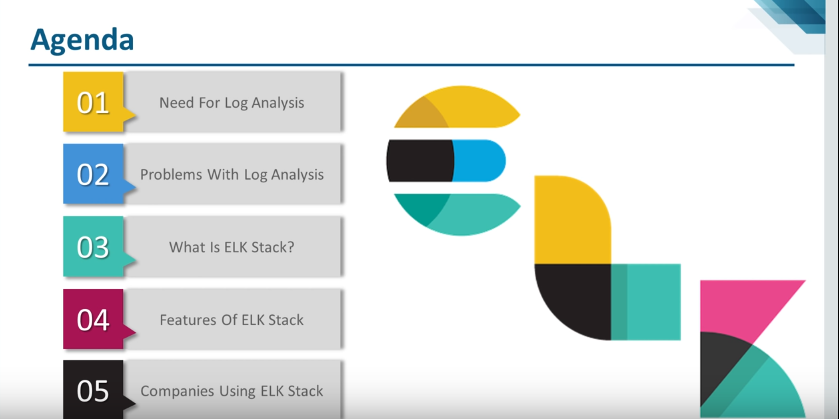 Agenda
01 Need For Log Analysis
02 Problems With Log Analysis
03 What Is ELK Stack?
04 Features Of ELK Stack
05 Companies Using ELK Stack